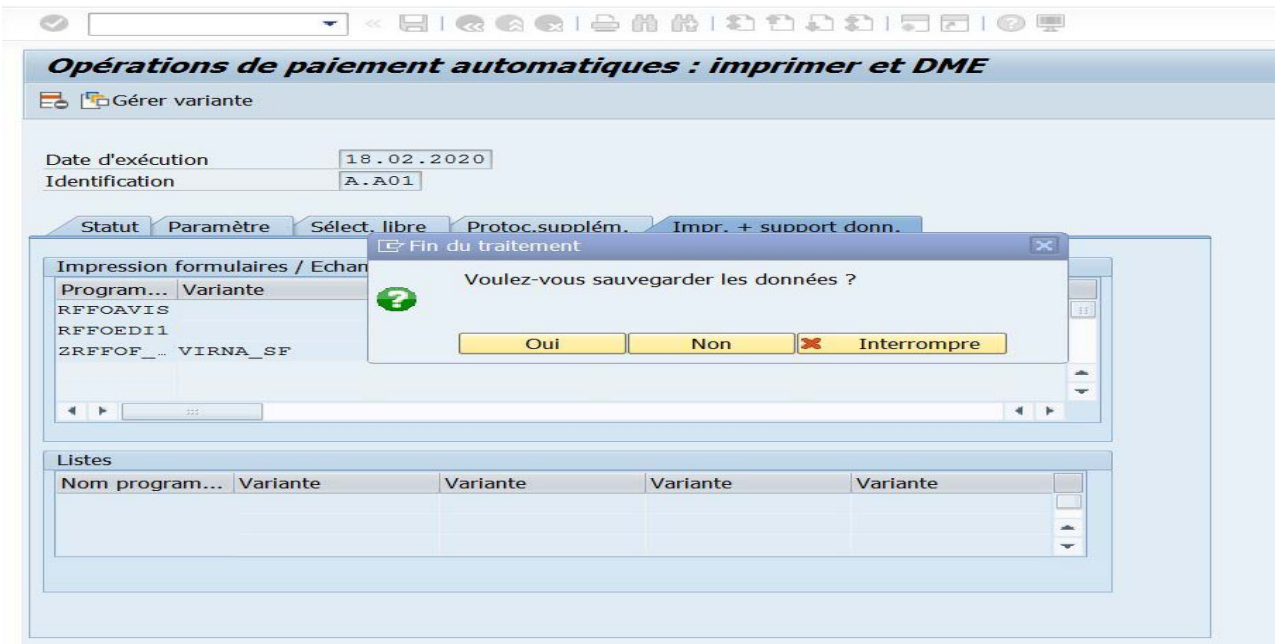 Opérations de paiement automatiques : imprimer et DME
Gérer variante
Date d'exécution 18.02.2020
Identification A.A01
Statut Paramètre Sélect. libre Protoc.supplém. Impr. + support donn.
Fin du traitement
Impression formulaires / Echan
Voulez-vous sauvegarder les données ?
Program... Variante
RFFOAVIS
RFFOEDI1
Oui Non Interrompre
ZRFFOF_… VIRNA_SF
Listes
Nom program... Variante Variante Variante Variante